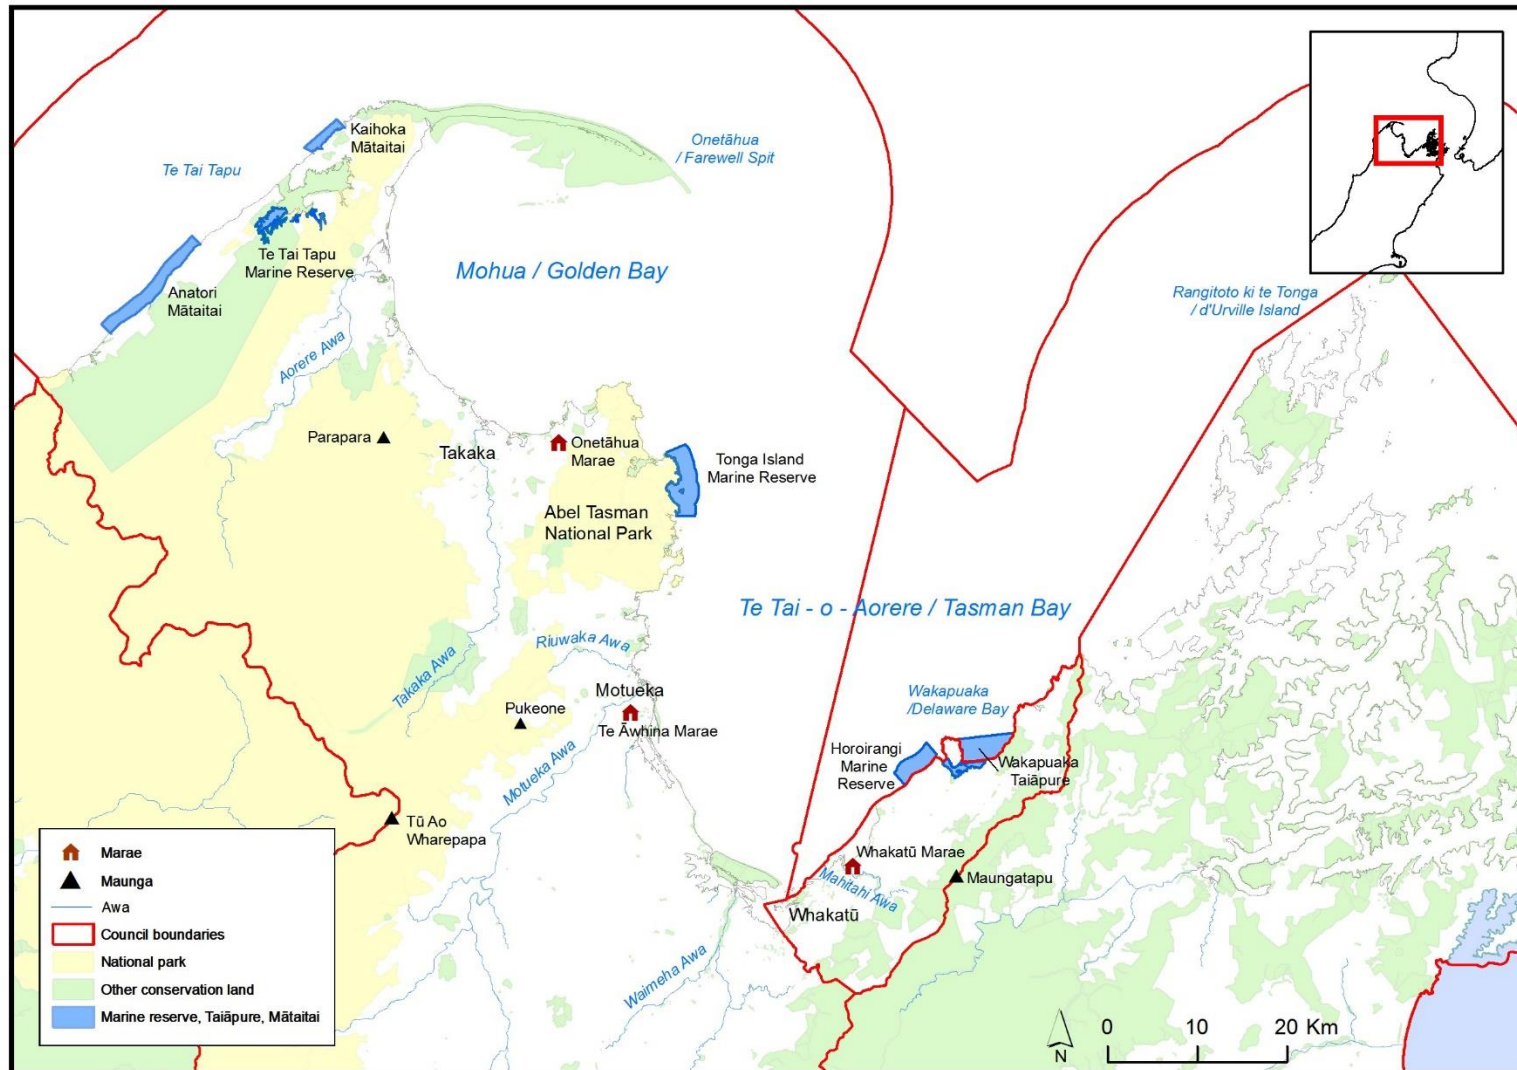 Kaihoka
Mātaitai
Onetāhua
/ Farewell Spit
Te Tai Tapu
Te Tai Tapu
Marine Reserve
Mohua / Golden Bay
Anatori
Mātaitai
Rangitoto ki te Tonga
/ d'Urville Island
Aorere Awa
Parapara
Takaka
Onetāhua
Marae
Tonga Island
Marine Reserve
Abel Tasman
National Park
Te Tai - o - Aorere / Tasman Bay
Riuwaka Awa
Takaka Awa
Motueka
Pukeone
Te Āwhina Marae
Wakapuaka
/Delaware Bay
Horoirangi
Marine
Reserve
Wakapuaka
Taiāpure
Motueka Awa
Tū Ao
Wharepapa
Whakatū Marae
Mahitahi Awa
Maungatapu
Whakatū
Waimeha Awa
Marae
Maunga
Awa
Council boundaries
National park
Other conservation land
Marine reserve, Taiāpure, Mātaitai
N
0 10 20 Km